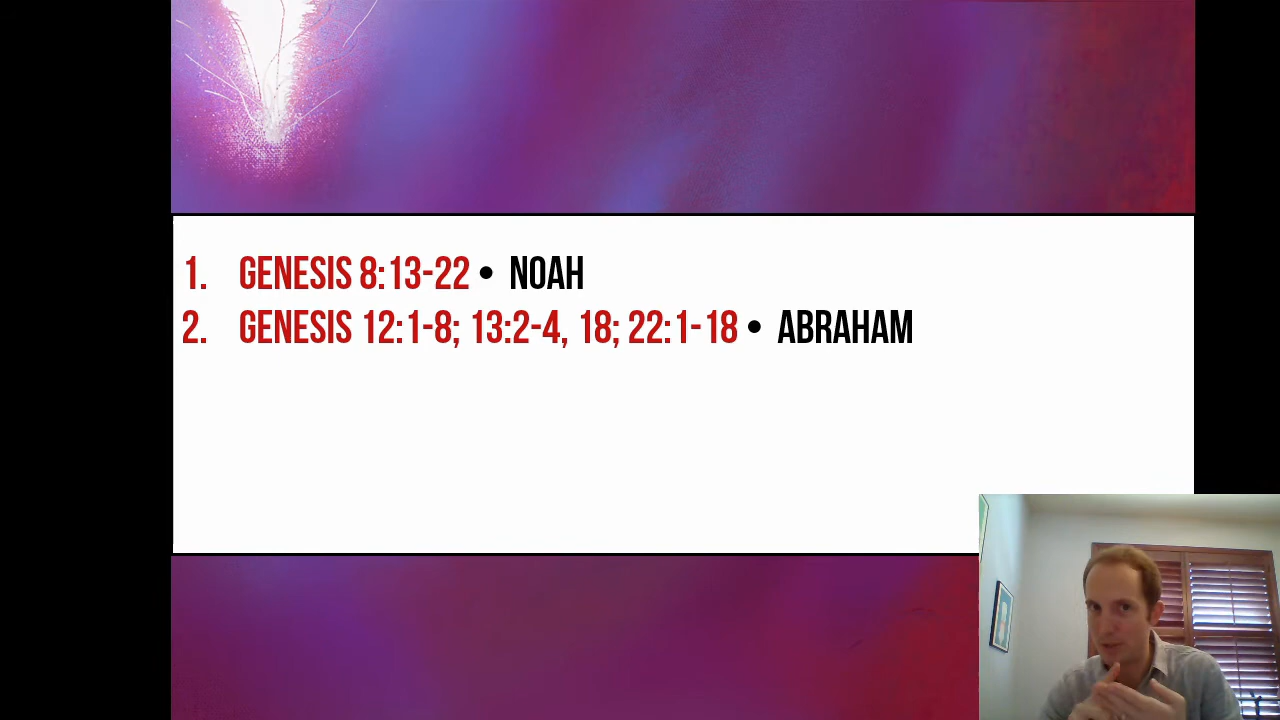 1. GENESIS 8:13-22 • NOAH
2. GENESIS 12:1-8; 13:2-4, 18; 22:1-18 • ABRAHAM